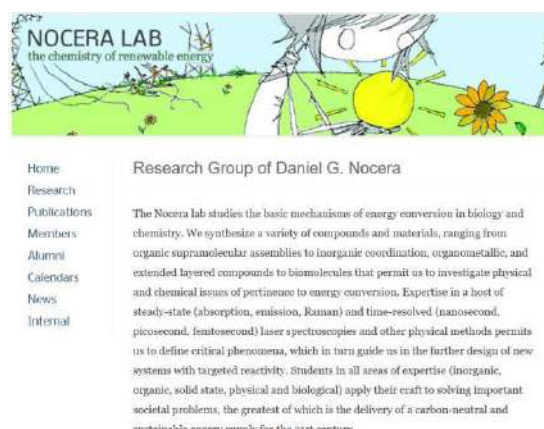 NOCERA LAB
the chemistry of renewable energy
Home
Research
Publications
Members
Alumni
Calendars
News
Internal
Research Group of Daniel G. Nocera
The Nocera lab studies the basic mechanisms of energy conversion in biology and
chemistry. We synthesize a variety of compounds and materials, ranging from
organic supramolecular assemblies to inorganic coordination, organometallic, and
extended layered compounds to biomolecules that permit us to investigate physical
and chemical issues of pertinence to energy conversion. Expertise in a host of
steady-state (absorption, emission, Raman) and time-resolved (nanosecond,
picosecond, femtosecond) laser spectroscopies and other physical methods permits
us to define critical phenomena, which in turn guide us in the further design of new
systems with targeted reactivity. Students in all areas of expertise (inorganic,
organic, solid state, physical and biological) apply their craft to solving important
societal problems, the greatest of which is the delivery of a carbon-neutral and
sustainable energy supply for the 21st century.